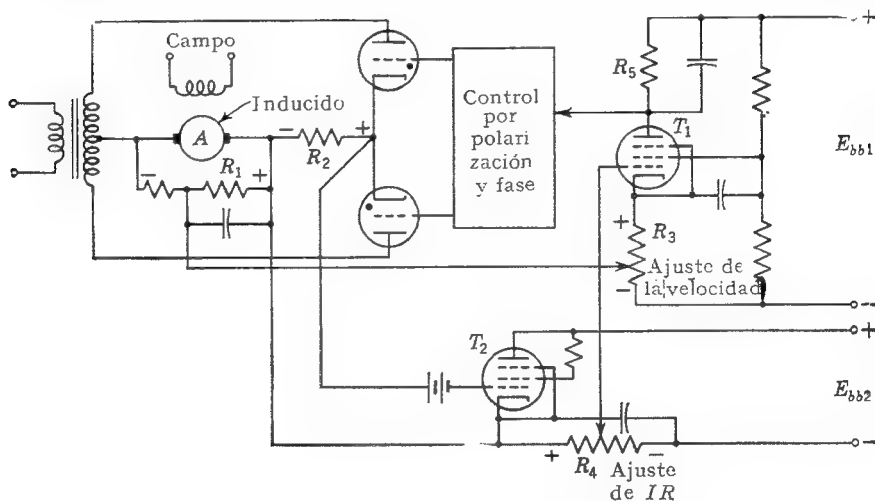 Campo
Inducido
A
R1
R2
Control
por
polari
zación
y fase
R5
T1
Ebb1
R3
Ajuste de
la velocidad
T2
Ebb2
R4
Ajuste
de IR